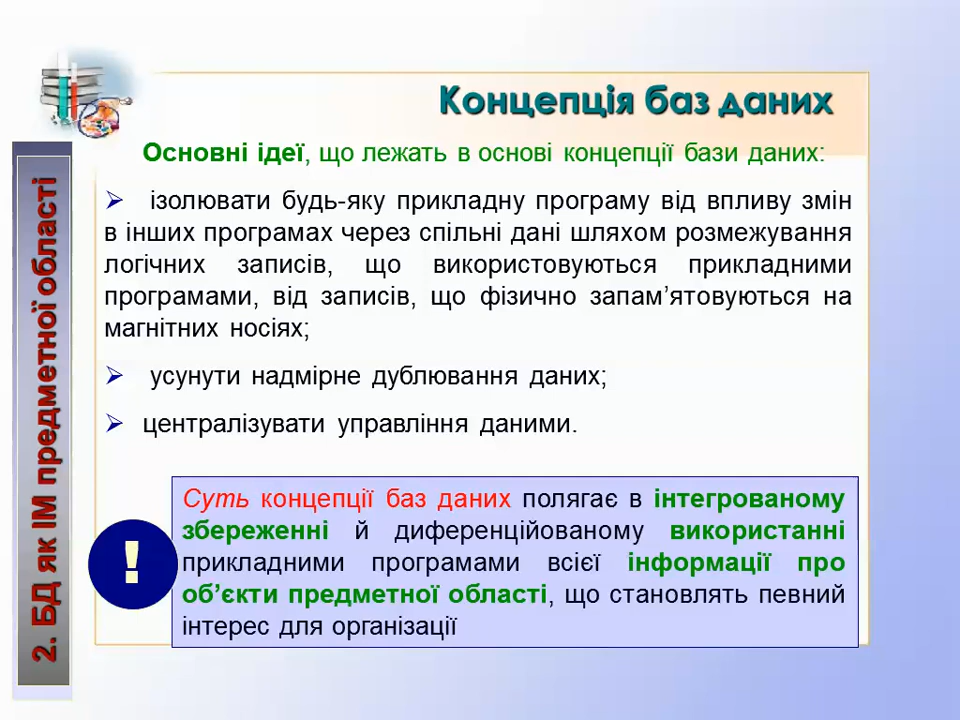 Концепція баз даних
Основні ідеї, що лежать в основі концепції бази даних:
ізолювати будь-яку прикладну програму від впливу змін
в інших програмах через спільні дані шляхом розмежування
логічних записів, що використовуються прикладними
програмами, від записів, що фізично запам’ятовуються на
магнітних носіях;
усунути надмірне дублювання даних;
централізувати управління даними.
Суть концепції баз даних полягає в інтегрованому
збереженні й диференційованому використанні
прикладними програмами всієї інформації про
об’єкти предметної області, що становлять певний
інтерес для організації
!
2. БД як ІМ предметної області